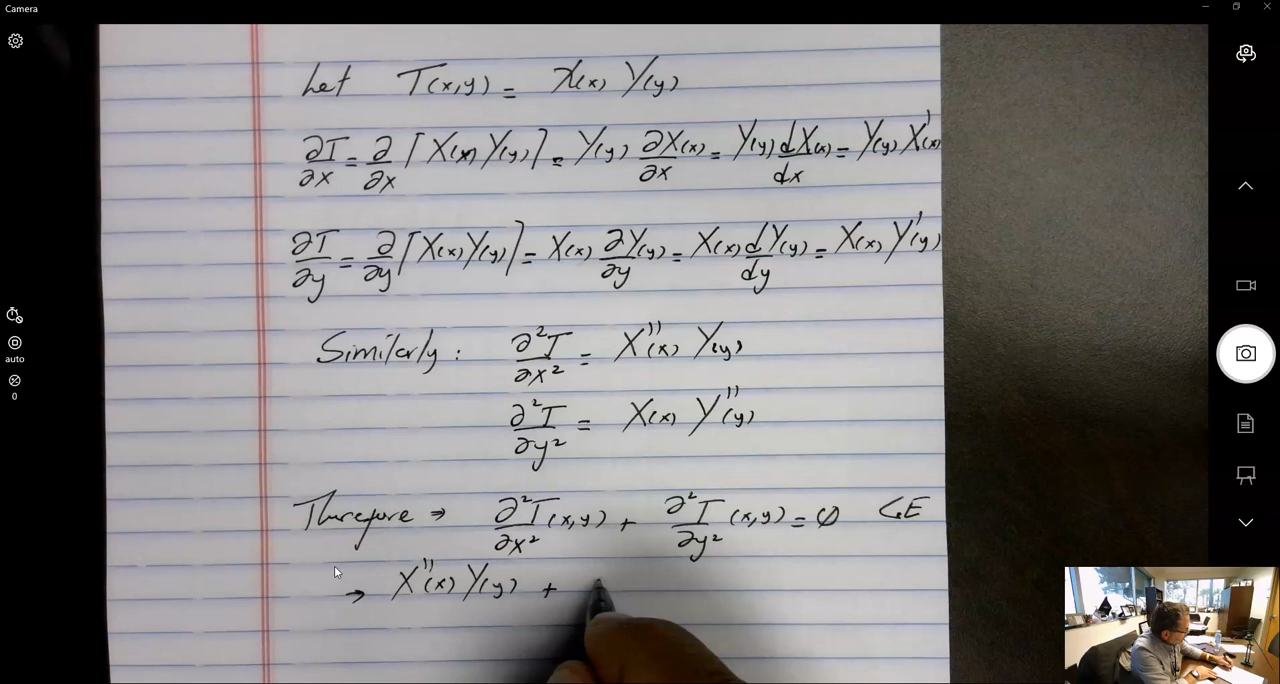 Camera
Let T(x,y) = X(x) Y(y)
∂T/∂x = ∂/∂x [X(x) Y(y)] = Y(y) ∂X(x)/∂x = Y(y) dX(x)/dx = Y(y) X'(x)
∂T/∂y = ∂/∂y [X(x) Y(y)] = X(x) ∂Y(y)/∂y = X(x) dY(y)/dy = X(x) Y'(y)
Similarly : ∂²T/∂x² = X''(x) Y(y)
∂²T/∂y² = X(x) Y''(y)
Therefore ⇒ ∂²T/∂x² (x,y) + ∂²T/∂y² (x,y) = 0 GE
→ X''(x) Y(y) +
auto
0